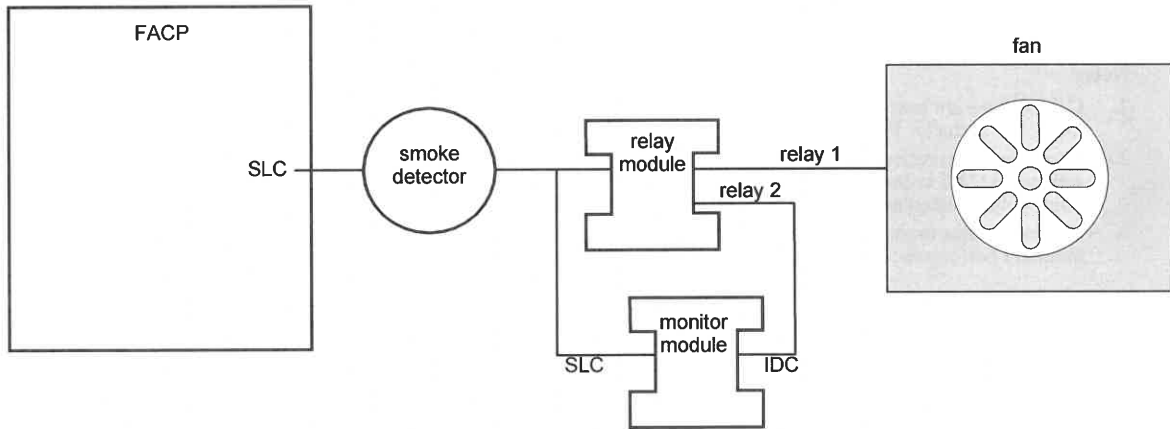 FACP
fan
SLC
smoke
detector
relay
module
relay 1
relay 2
monitor
module
SLC
IDC